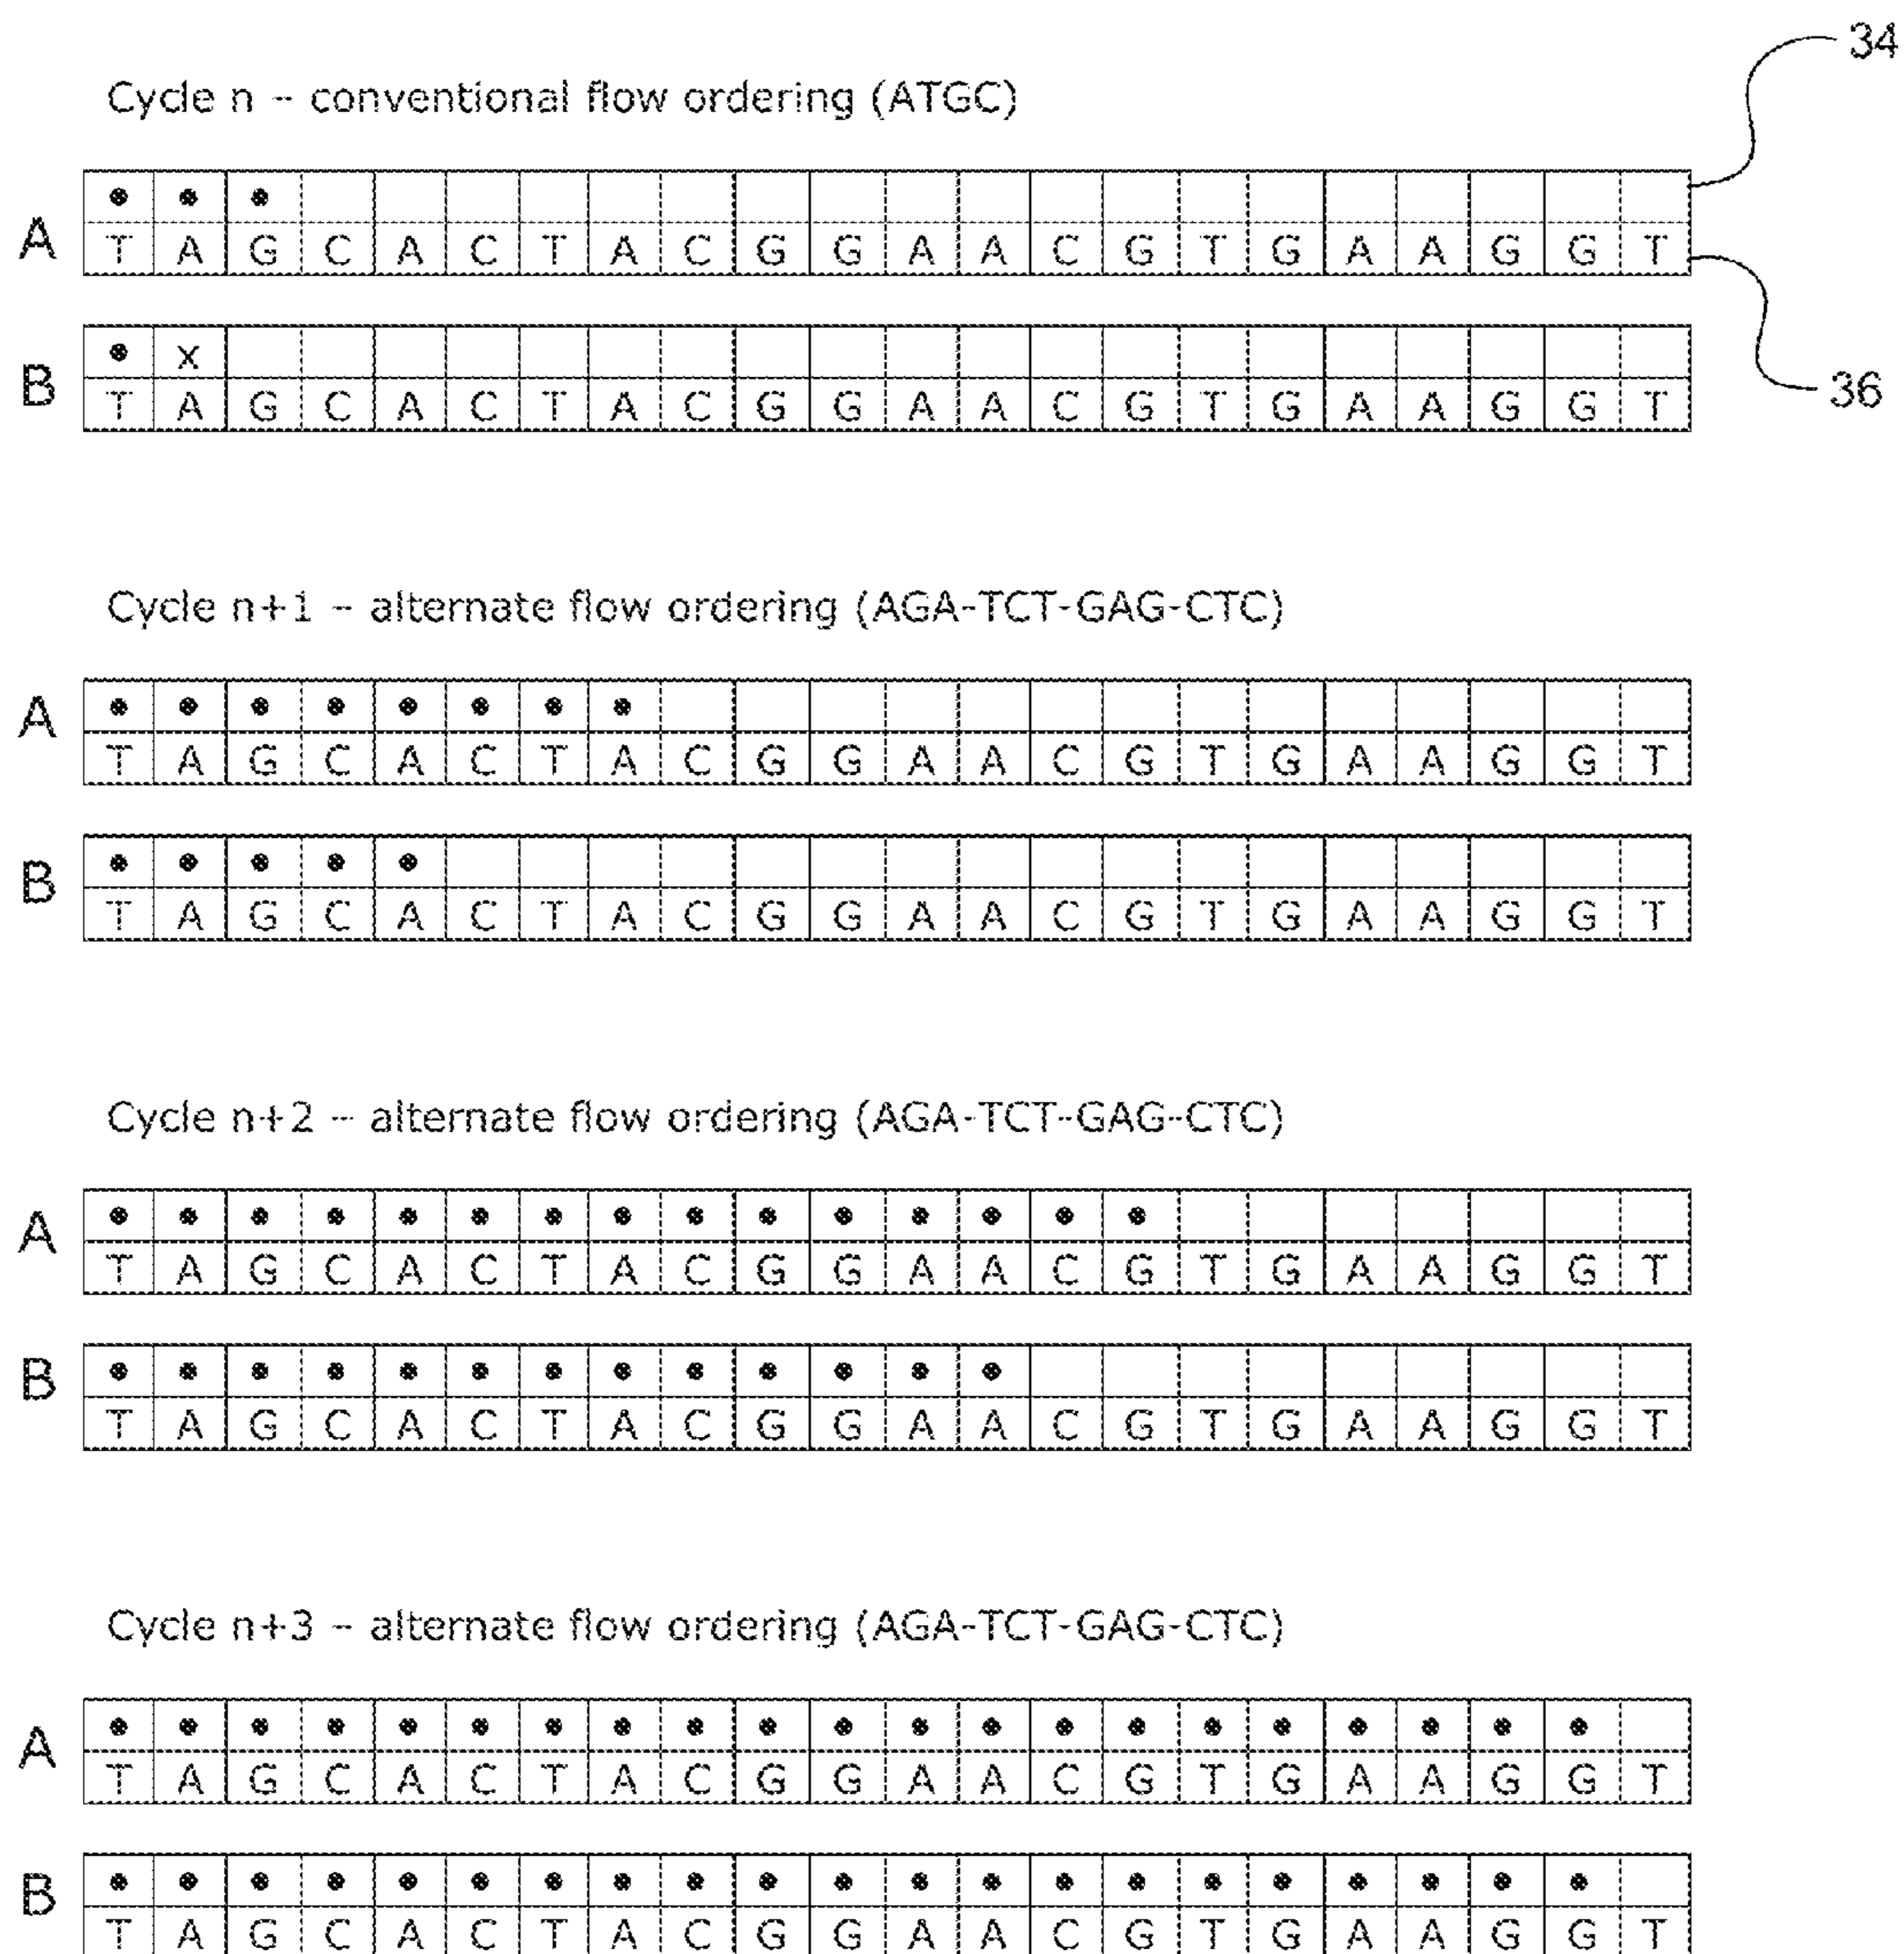 34
Cycle n – conventional flow ordering (ATGC)
A
• • •
T A G C A C T A C G G A A C G T G A A G G T
B
• x
T A G C A C T A C G G A A C G T G A A G G T
36
Cycle n+1 – alternate flow ordering (AGA-TCT-GAG-CTC)
A
• • • • • • • •
T A G C A C T A C G G A A C G T G A A G G T
B
• • • • •
T A G C A C T A C G G A A C G T G A A G G T
Cycle n+2 – alternate flow ordering (AGA-TCT-GAG-CTC)
A
• • • • • • • • • • • • • • •
T A G C A C T A C G G A A C G T G A A G G T
B
• • • • • • • • • • • • •
T A G C A C T A C G G A A C G T G A A G G T
Cycle n+3 – alternate flow ordering (AGA-TCT-GAG-CTC)
A
• • • • • • • • • • • • • • • • • • • • •
T A G C A C T A C G G A A C G T G A A G G T
B
• • • • • • • • • • • • • • • • • • • • •
T A G C A C T A C G G A A C G T G A A G G T